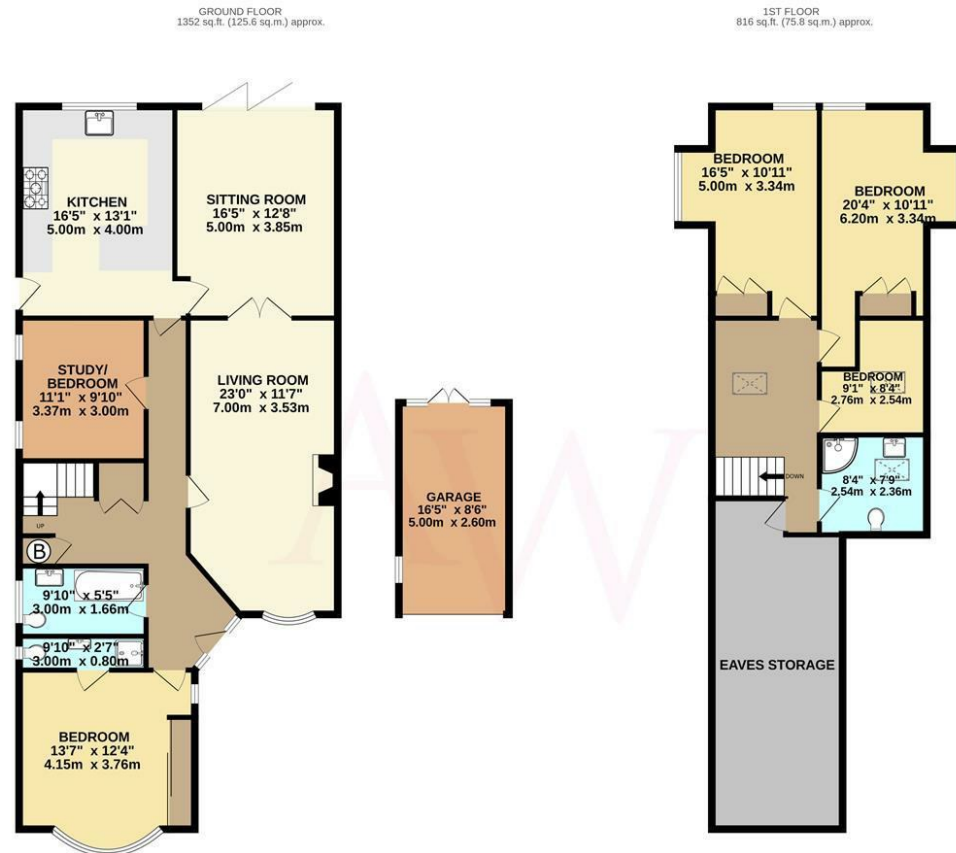 GROUND FLOOR
1352 sq.ft. (125.6 sq.m.) approx.
1ST FLOOR
816 sq.ft. (75.8 sq.m.) approx.
KITCHEN
16'5" x 13'1"
5.00m x 4.00m
SITTING ROOM
16'5" x 12'8"
5.00m x 3.85m
STUDY/
BEDROOM
11'1" x 9'10"
3.37m x 3.00m
LIVING ROOM
23'0" x 11'7"
7.00m x 3.53m
UP
B
9'10" x 5'5"
3.00m x 1.66m
9'10" x 2'7"
3.00m x 0.80m
BEDROOM
13'7" x 12'4"
4.15m x 3.76m
GARAGE
16'5" x 8'6"
5.00m x 2.60m
AW
BEDROOM
16'5" x 10'11"
5.00m x 3.34m
BEDROOM
20'4" x 10'11"
6.20m x 3.34m
BEDROOM
9'1" x 8'4"
2.76m x 2.54m
DOWN
8'4" x 7'9"
2.54m x 2.36m
EAVES STORAGE